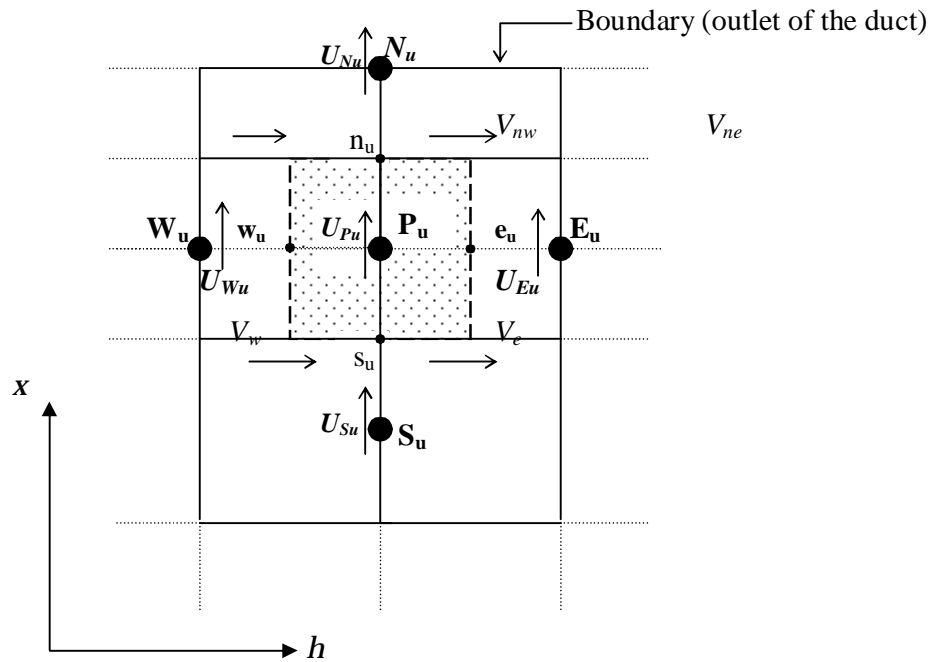 Boundary (outlet of the duct)
U_Nu N_u
V_nw V_ne
n_u
W_u w_u U_Pu P_u e_u E_u
U_Wu U_Eu
V_w V_e
s_u
x
U_Su S_u
h